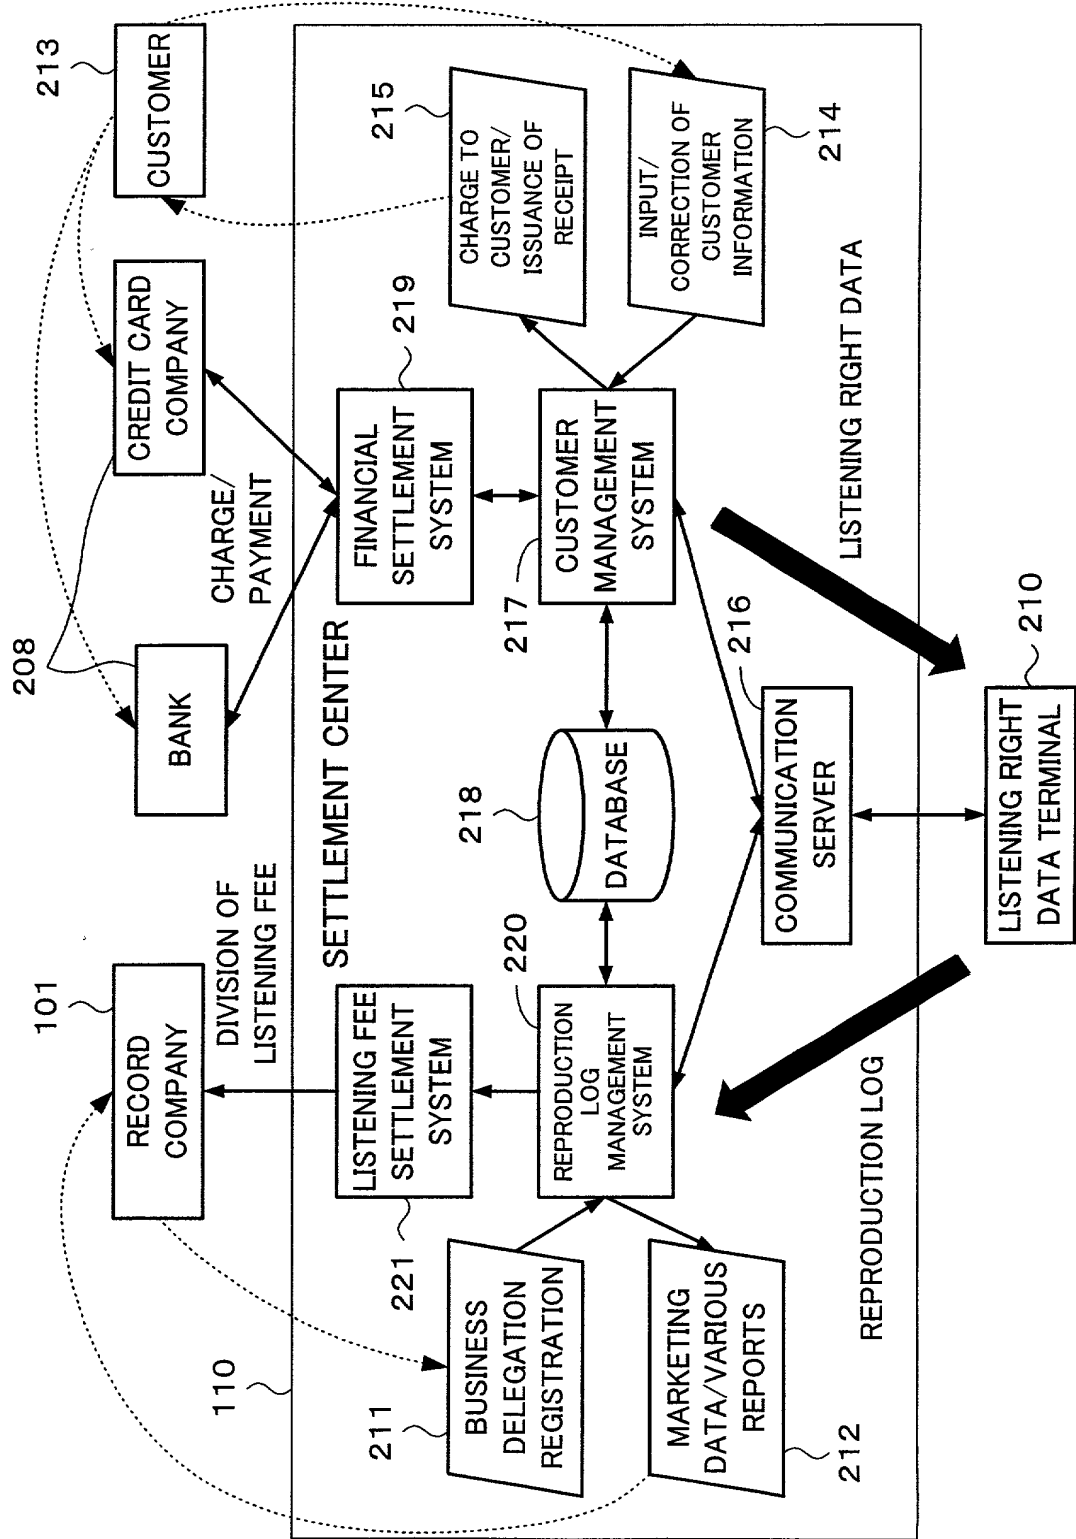 101
RECORD
COMPANY
DIVISION OF
LISTENING FEE
208
BANK
CREDIT CARD
COMPANY
CHARGE/
PAYMENT
213
CUSTOMER
110
SETTLEMENT CENTER
221
LISTENING FEE
SETTLEMENT
SYSTEM
FINANCIAL
SETTLEMENT
SYSTEM
219
211
BUSINESS
DELEGATION
REGISTRATION
215
CHARGE TO
CUSTOMER/
ISSUANCE OF
RECEIPT
220
REPRODUCTION
LOG
MANAGEMENT
SYSTEM
218
DATABASE
217
CUSTOMER
MANAGEMENT
SYSTEM
MARKETING
DATA/VARIOUS
REPORTS
212
INPUT/
CORRECTION OF
CUSTOMER
INFORMATION
214
216
COMMUNICATION
SERVER
REPRODUCTION LOG
LISTENING RIGHT DATA
210
LISTENING RIGHT
DATA TERMINAL